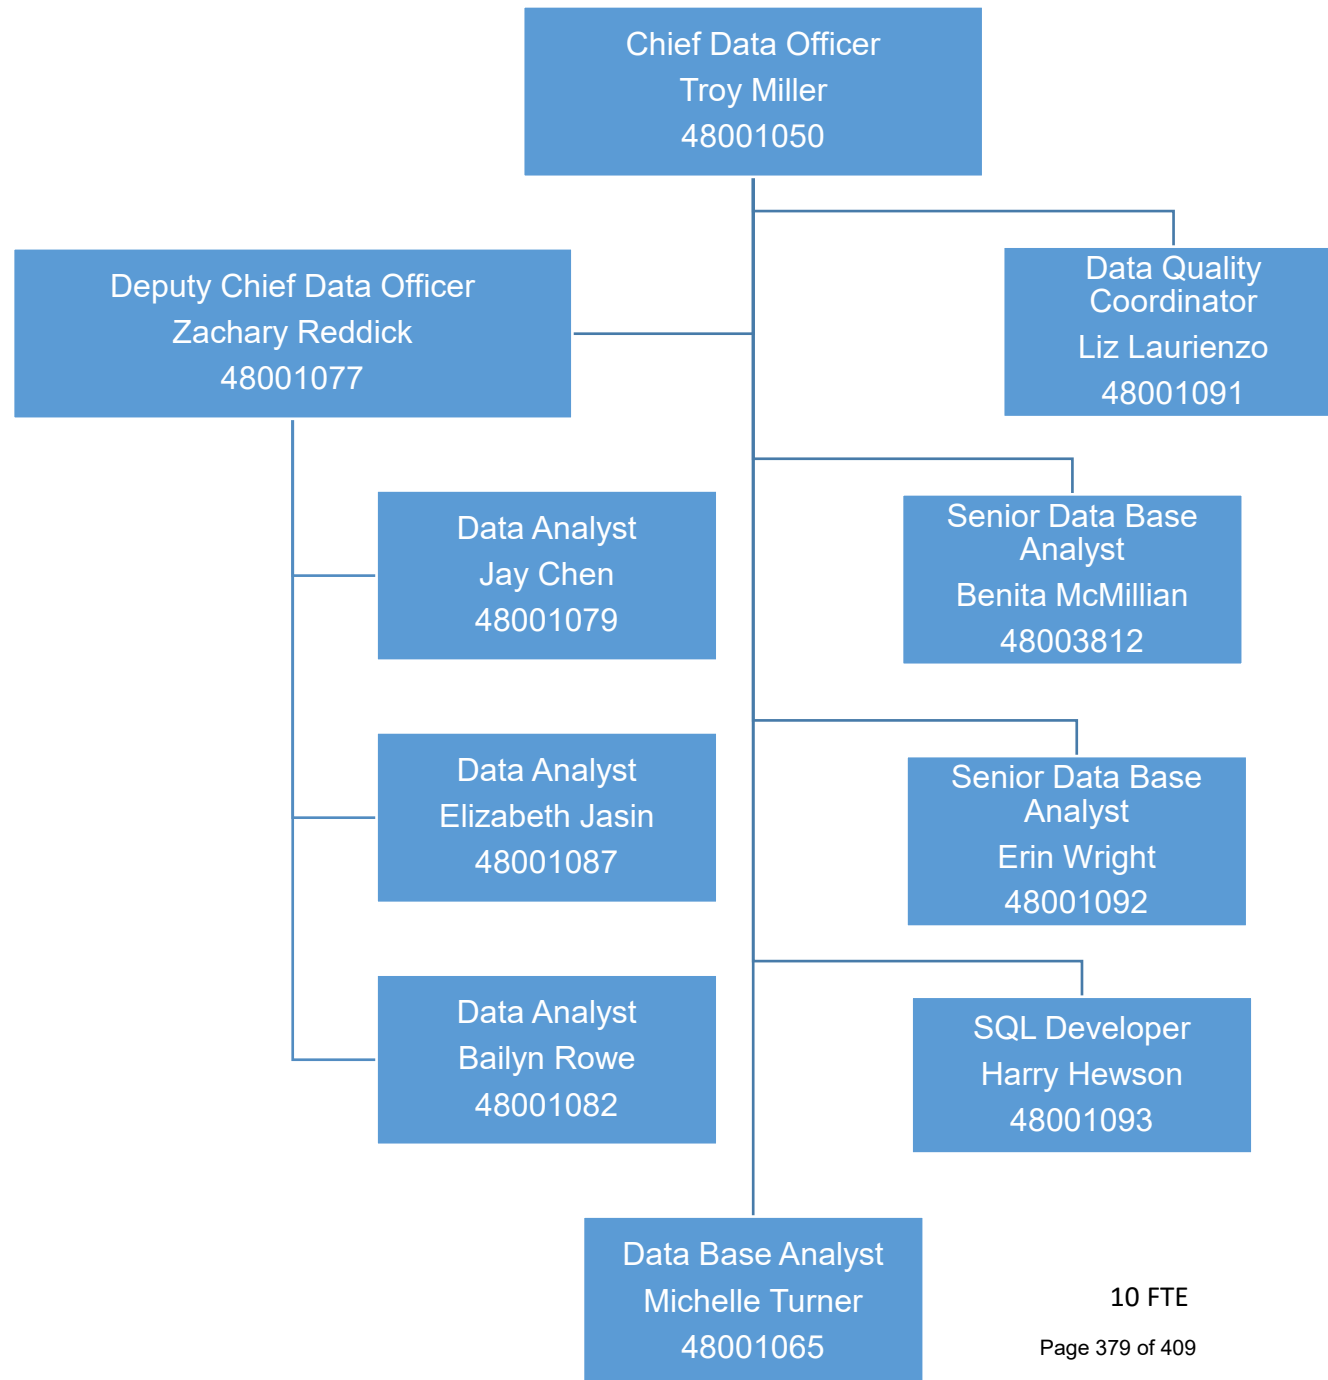 Chief Data Officer
Troy Miller
48001050
Deputy Chief Data Officer
Zachary Reddick
48001077
Data Quality
Coordinator
Liz Laurienzo
48001091
Data Analyst
Jay Chen
48001079
Senior Data Base
Analyst
Benita McMillian
48003812
Data Analyst
Elizabeth Jasin
48001087
Senior Data Base
Analyst
Erin Wright
48001092
Data Analyst
Bailyn Rowe
48001082
SQL Developer
Harry Hewson
48001093
Data Base Analyst
Michelle Turner
48001065
10 FTE
Page 379 of 409